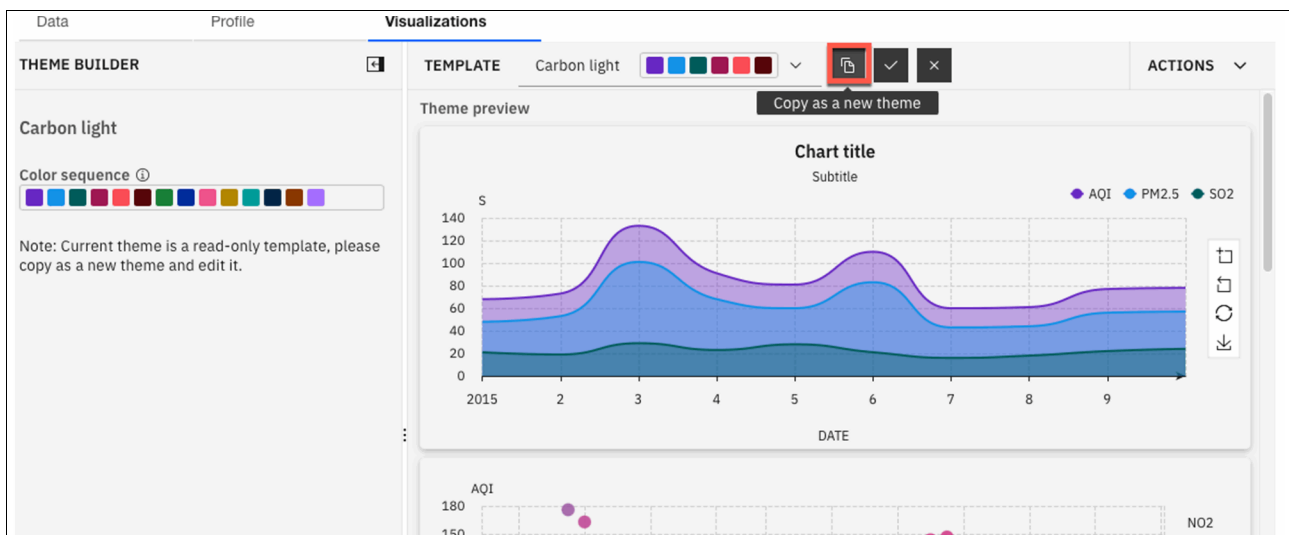 Data Profile Visualizations
THEME BUILDER
TEMPLATE Carbon light
ACTIONS
Copy as a new theme
Carbon light
Color sequence
Note: Current theme is a read-only template, please
copy as a new theme and edit it.
Theme preview
Chart title
Subtitle
AQI PM2.5 SO2
S
140
120
100
80
60
40
20
0
2015 2 3 4 5 6 7 8 9
DATE
AQI
180
150
NO2